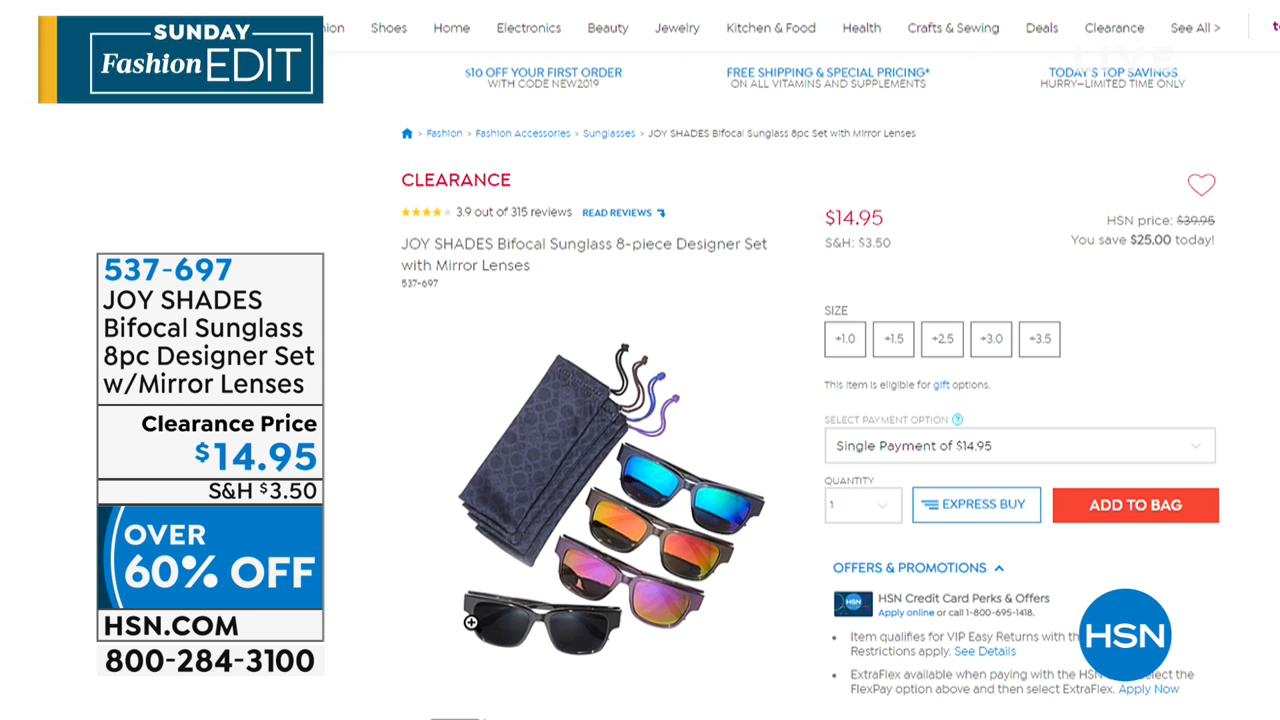 SUNDAY
Fashion EDIT
Shoes Home Electronics Beauty Jewelry Kitchen & Food Health Crafts & Sewing Deals Clearance See All >
LIVE
$10 OFF YOUR FIRST ORDER
WITH CODE NEW2019
FREE SHIPPING & SPECIAL PRICING*
ON ALL VITAMINS AND SUPPLEMENTS
TODAY'S TOP SAVINGS
HURRY—LIMITED TIME ONLY
> Fashion > Fashion Accessories > Sunglasses > JOY SHADES Bifocal Sunglass 8pc Set with Mirror Lenses
CLEARANCE
3.9 out of 315 reviews READ REVIEWS
JOY SHADES Bifocal Sunglass 8-piece Designer Set
with Mirror Lenses
537-697
$14.95
S&H: $3.50
HSN price: $39.95
You save $25.00 today!
SIZE
+1.0 +1.5 +2.5 +3.0 +3.5
This item is eligible for gift options.
SELECT PAYMENT OPTION ?
Single Payment of $14.95
QUANTITY
1
EXPRESS BUY
ADD TO BAG
OFFERS & PROMOTIONS
HSN
HSN Credit Card Perks & Offers
Apply online or call 1-800-695-1418.
• Item qualifies for VIP Easy Returns with th
Restrictions apply. See Details
• ExtraFlex available when paying with the HSN elect the
FlexPay option above and then select ExtraFlex. Apply Now
HSN
537-697
JOY SHADES
Bifocal Sunglass
8pc Designer Set
w/Mirror Lenses
Clearance Price
$14.95
S&H $3.50
OVER
60% OFF
HSN.COM
800-284-3100